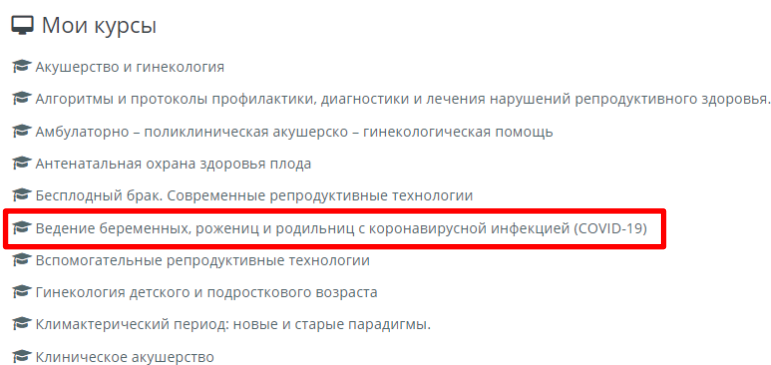 Мои курсы
Акушерство и гинекология
Алгоритмы и протоколы профилактики, диагностики и лечения нарушений репродуктивного здоровья.
Амбулаторно – поликлиническая акушерско – гинекологическая помощь
Антенатальная охрана здоровья плода
Бесплодный брак. Современные репродуктивные технологии
Ведение беременных, рожениц и родильниц с коронавирусной инфекцией (COVID-19)
Вспомогательные репродуктивные технологии
Гинекология детского и подросткового возраста
Климактерический период: новые и старые парадигмы.
Клиническое акушерство